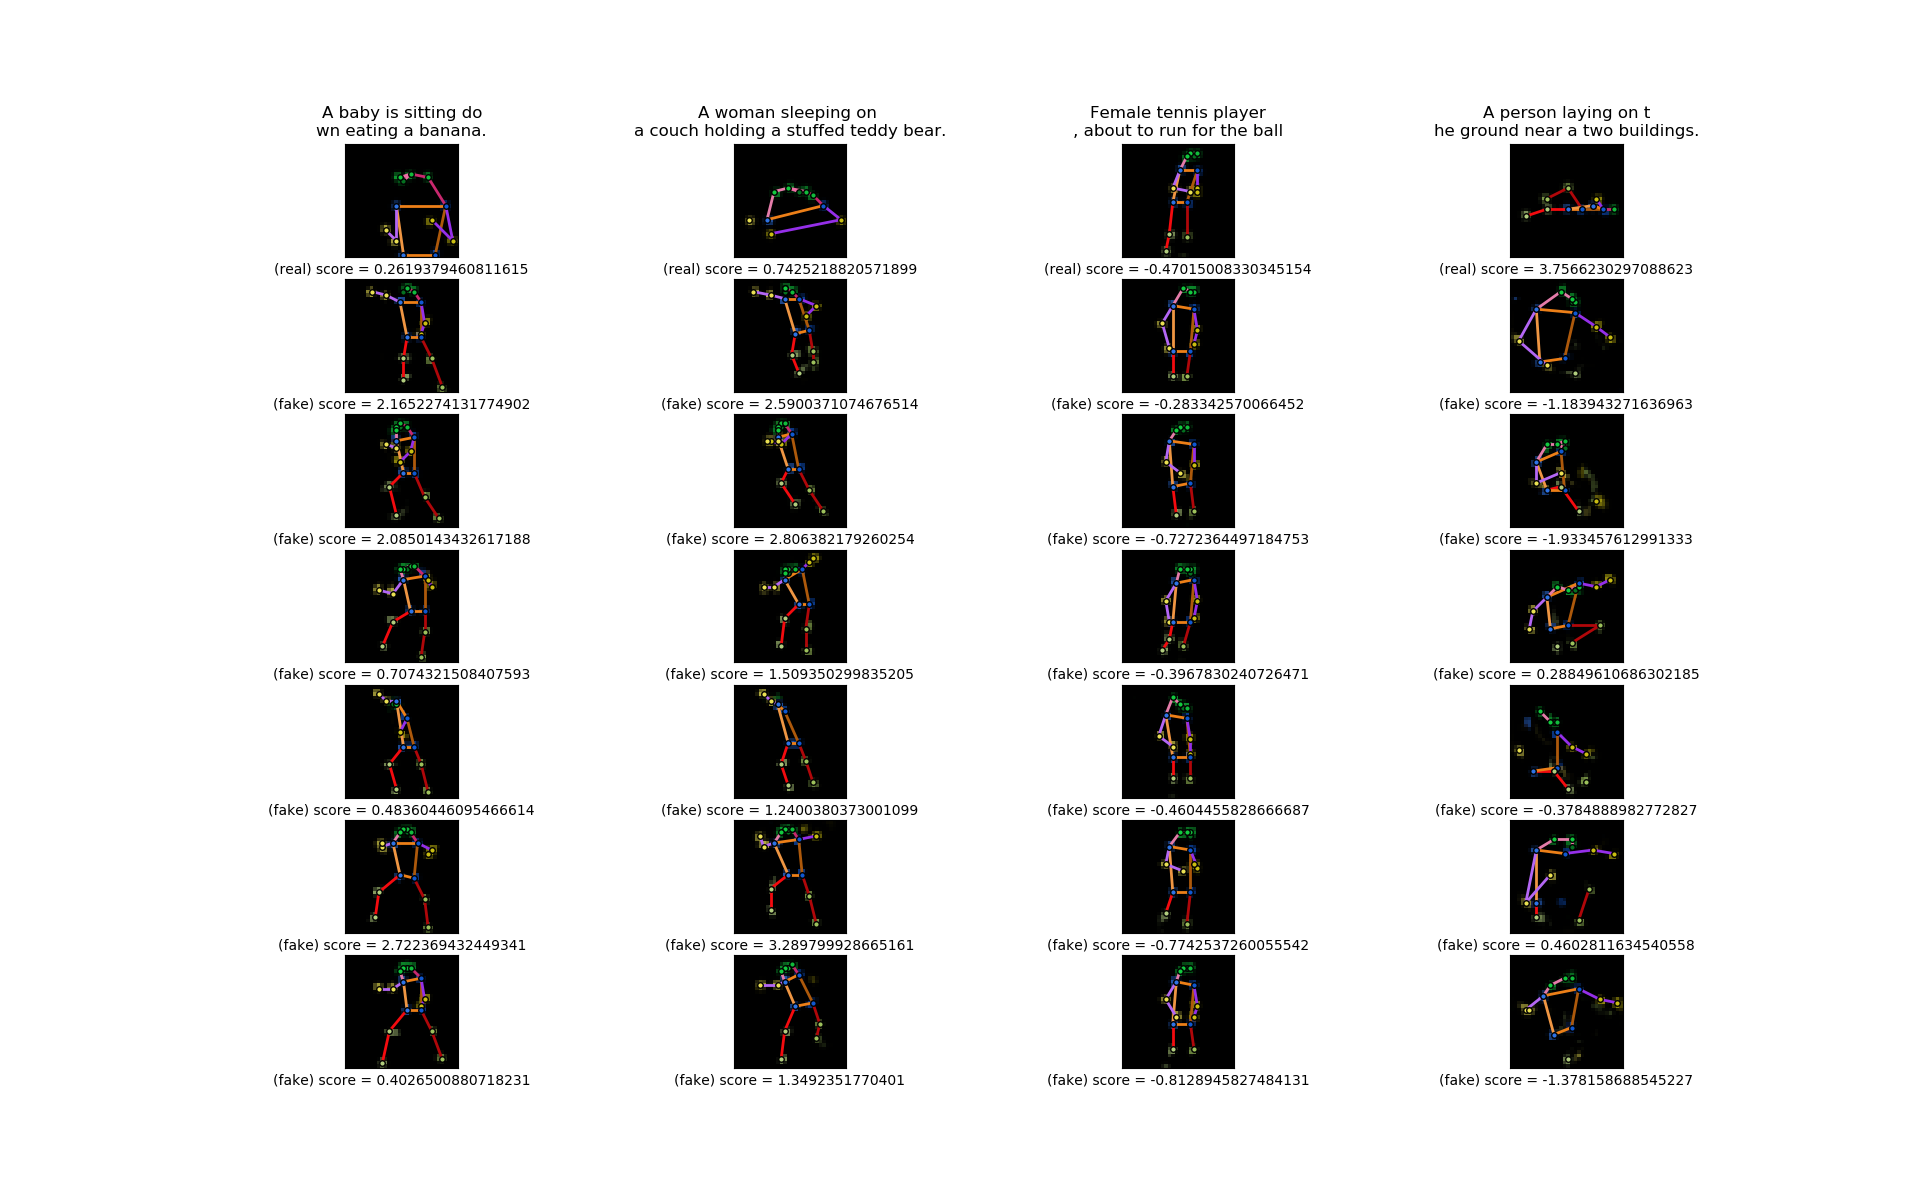 A baby is sitting do
wn eating a banana.
A woman sleeping on
a couch holding a stuffed teddy bear.
Female tennis player
, about to run for the ball
A person laying on t
he ground near a two buildings.
(real) score = 0.2619379460811615
(real) score = 0.7425218820571899
(real) score = -0.47015008330345154
(real) score = 3.7566230297088623
(fake) score = 2.1652274131774902
(fake) score = 2.5900371074676514
(fake) score = -0.283342570066452
(fake) score = -1.183943271636963
(fake) score = 2.0850143432617188
(fake) score = 2.806382179260254
(fake) score = -0.7272364497184753
(fake) score = -1.933457612991333
(fake) score = 0.7074321508407593
(fake) score = 1.509350299835205
(fake) score = -0.3967830240726471
(fake) score = 0.28849610686302185
(fake) score = 0.48360446095466614
(fake) score = 1.2400380373001099
(fake) score = -0.4604455828666687
(fake) score = -0.3784888982772827
(fake) score = 2.722369432449341
(fake) score = 3.289799928665161
(fake) score = -0.7742537260055542
(fake) score = 0.4602811634540558
(fake) score = 0.4026500880718231
(fake) score = 1.3492351770401
(fake) score = -0.8128945827484131
(fake) score = -1.378158688545227